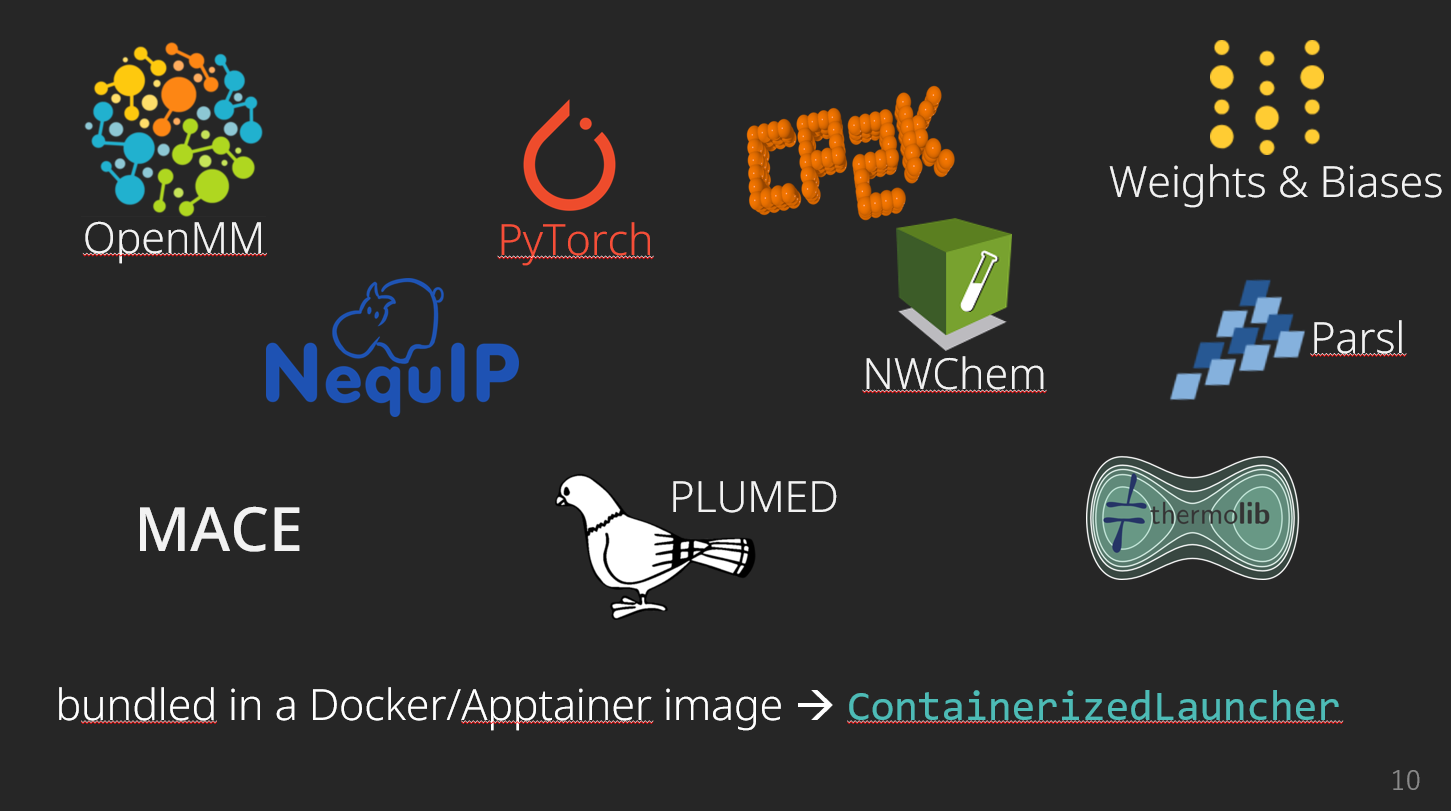 OpenMM
PyTorch
CP2K
Weights & Biases
NequIP
NWChem
Parsl
MACE
PLUMED
thermolib
bundled in a Docker/Apptainer image → ContainerizedLauncher
10